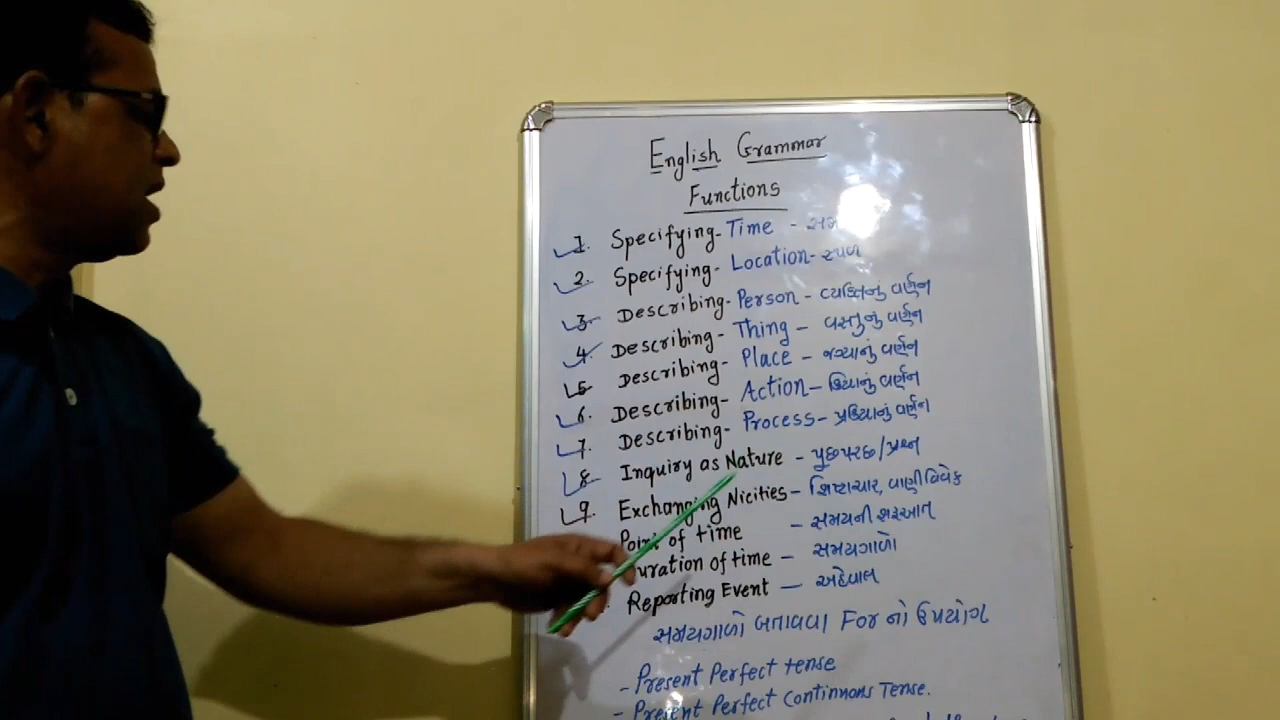 English Grammar
Functions
1. Specifying- Time -
2. Specifying- Location- સ્થળ
3. Describing- Person - વ્યક્તિનું વર્ણન
4. Describing- Thing - વસ્તુનું વર્ણન
5 Describing- Place - જગ્યાનું વર્ણન
6. Describing- Action - ક્રિયાનું વર્ણન
7. Describing- Process - પ્રક્રિયાનું વર્ણન
8 Inquiry as Nature - પુછપરછ/પ્રશ્ન
9. Exchanging Nicities - શિષ્ટાચાર, વાણીવિવેક
Point of time - સમયની શરૂઆત
Duration of time - સમયગાળો
Reporting Event - અહેવાલ
સમયગાળો બતાવવા For નો ઉપયોગ
- Present Perfect tense
- Present Perfect Continuous Tense.